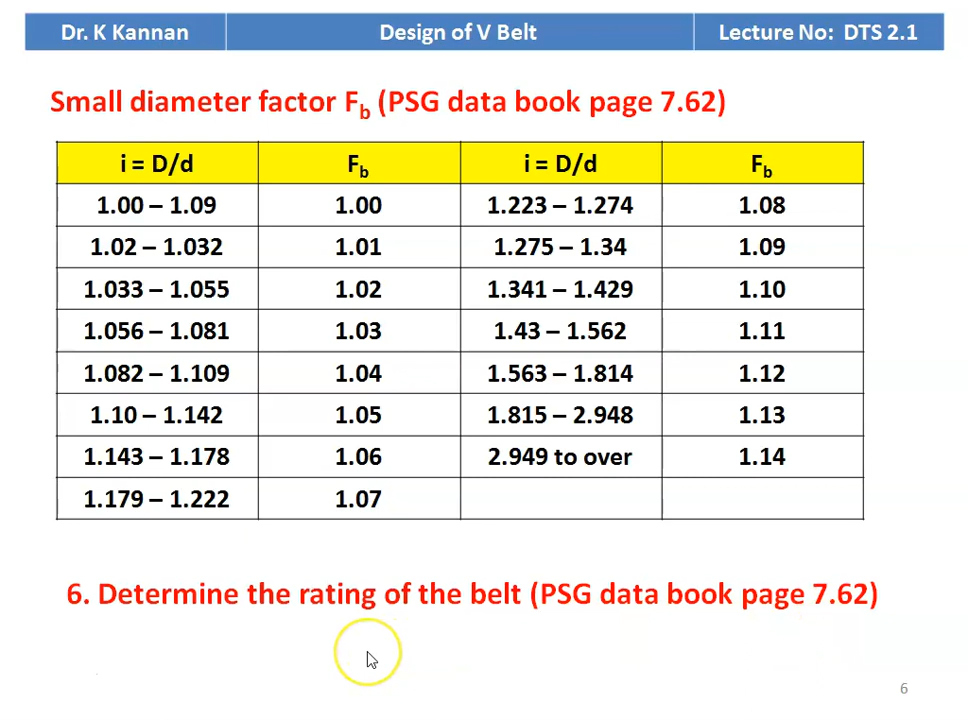 Dr. K Kannan Design of V Belt Lecture No: DTS 2.1
Small diameter factor Fb (PSG data book page 7.62)
i = D/d Fb i = D/d Fb
1.00 – 1.09 1.00 1.223 – 1.274 1.08
1.02 – 1.032 1.01 1.275 – 1.34 1.09
1.033 – 1.055 1.02 1.341 – 1.429 1.10
1.056 – 1.081 1.03 1.43 – 1.562 1.11
1.082 – 1.109 1.04 1.563 – 1.814 1.12
1.10 – 1.142 1.05 1.815 – 2.948 1.13
1.143 – 1.178 1.06 2.949 to over 1.14
1.179 – 1.222 1.07
6. Determine the rating of the belt (PSG data book page 7.62)
6